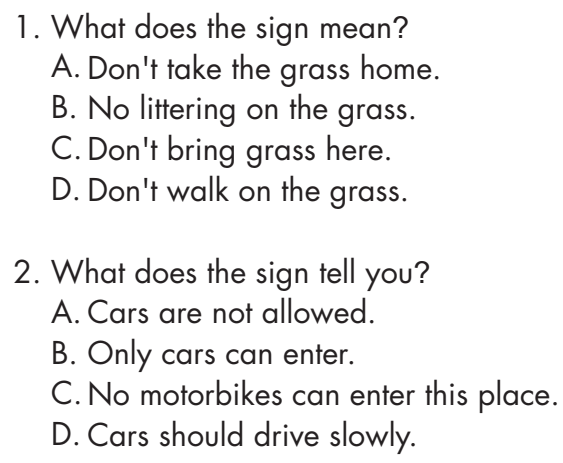 1. What does the sign mean?
A. Don't take the grass home.
B. No littering on the grass.
C. Don't bring grass here.
D. Don't walk on the grass.
2. What does the sign tell you?
A. Cars are not allowed.
B. Only cars can enter.
C. No motorbikes can enter this place.
D. Cars should drive slowly.